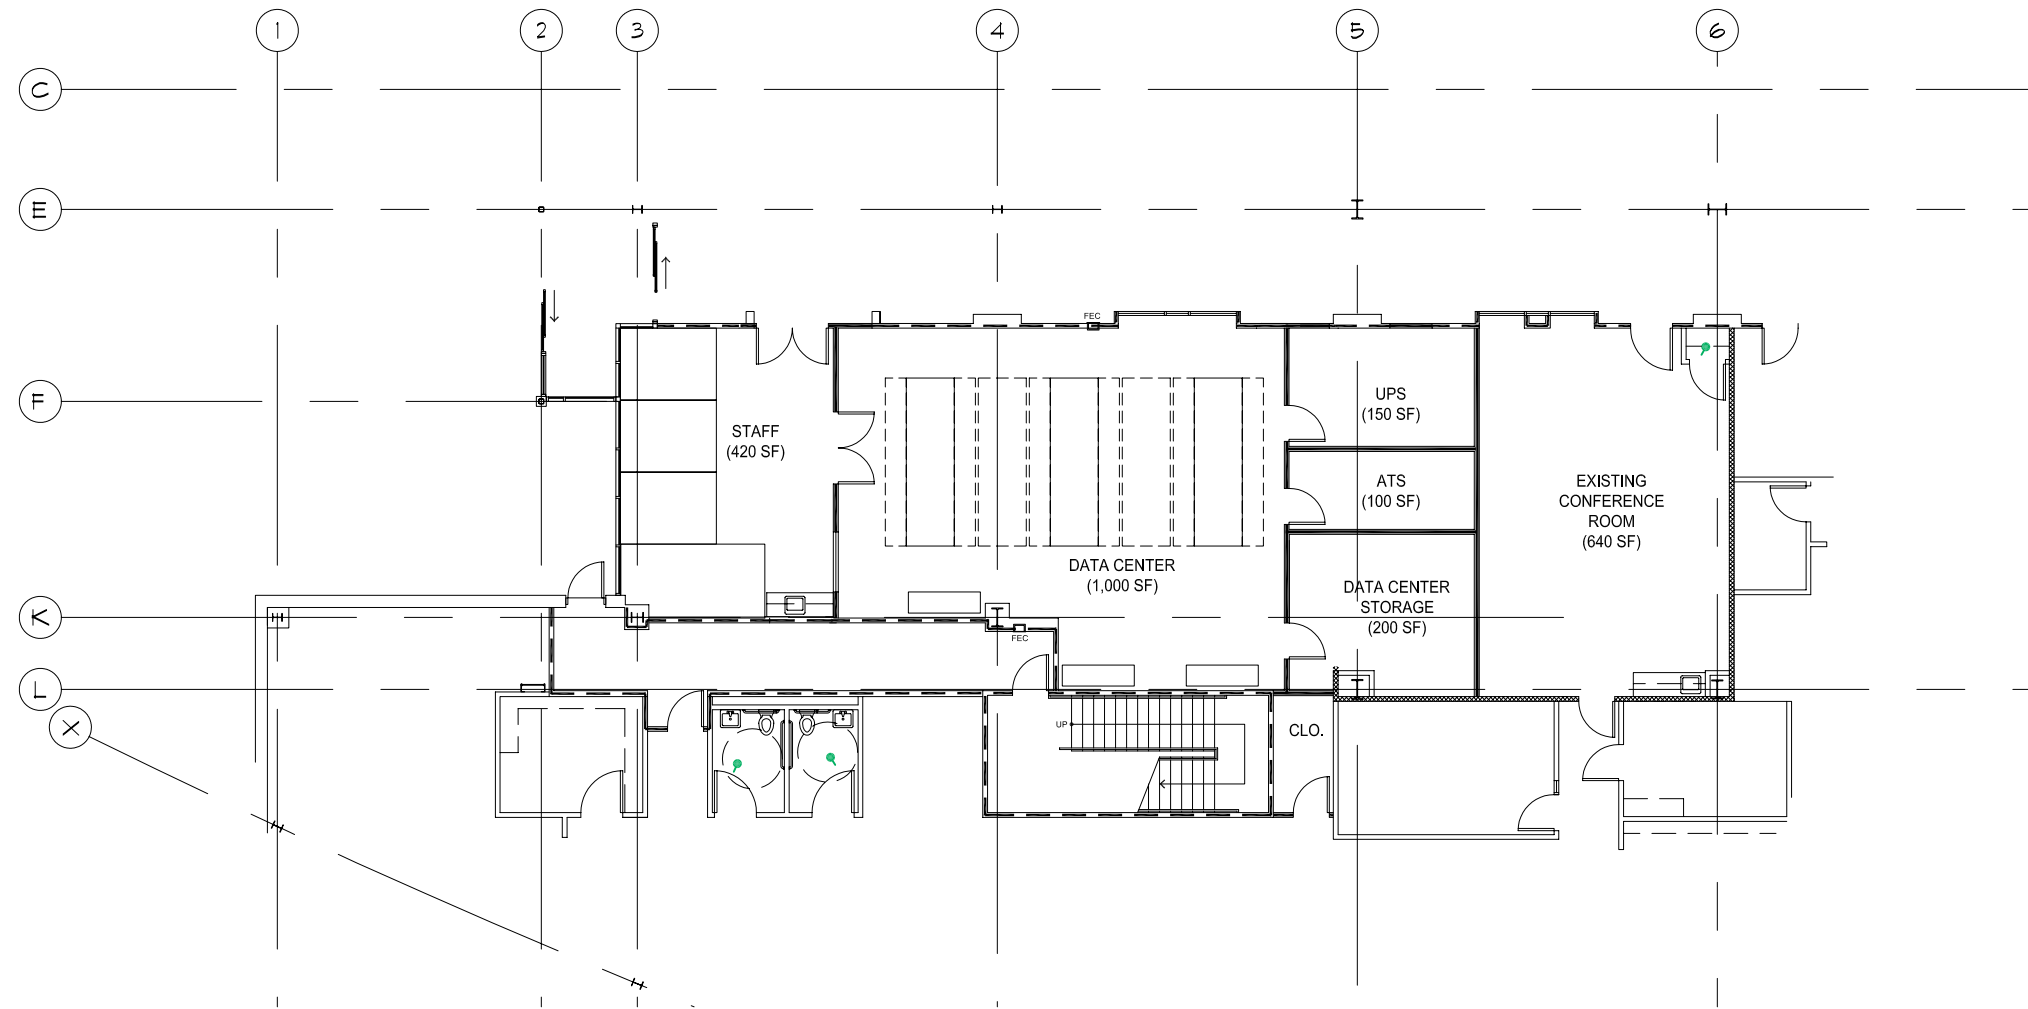 1
2
3
4
5
6
C
E
F
K
L
X
FEC
UPS
(150 SF)
STAFF
(420 SF)
ATS
(100 SF)
EXISTING
CONFERENCE
ROOM
(640 SF)
DATA CENTER
(1,000 SF)
DATA CENTER
STORAGE
(200 SF)
FEC
UP
CLO.